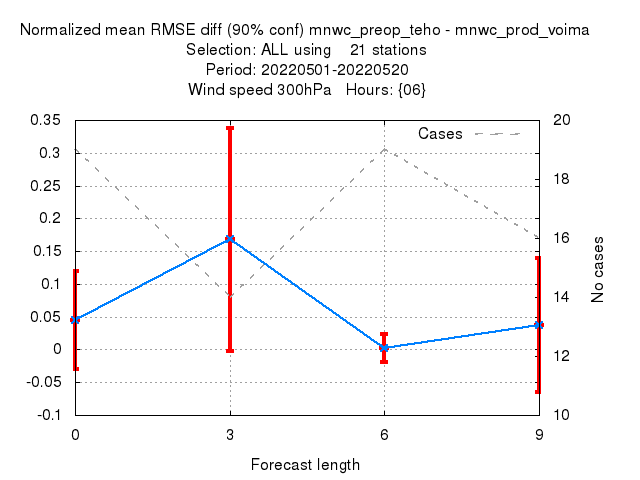 Normalized mean RMSE diff (90% conf) mnwc_preop_teho - mnwc_prod_voima
Selection: ALL using    21 stations
Period: 20220501-20220520
Wind speed 300hPa   Hours: {06}
0.35
0.3
0.25
0.2
0.15
0.1
0.05
0
-0.05
-0.1
Cases
20
18
16
14
12
10
No cases
0
3
6
9
Forecast length